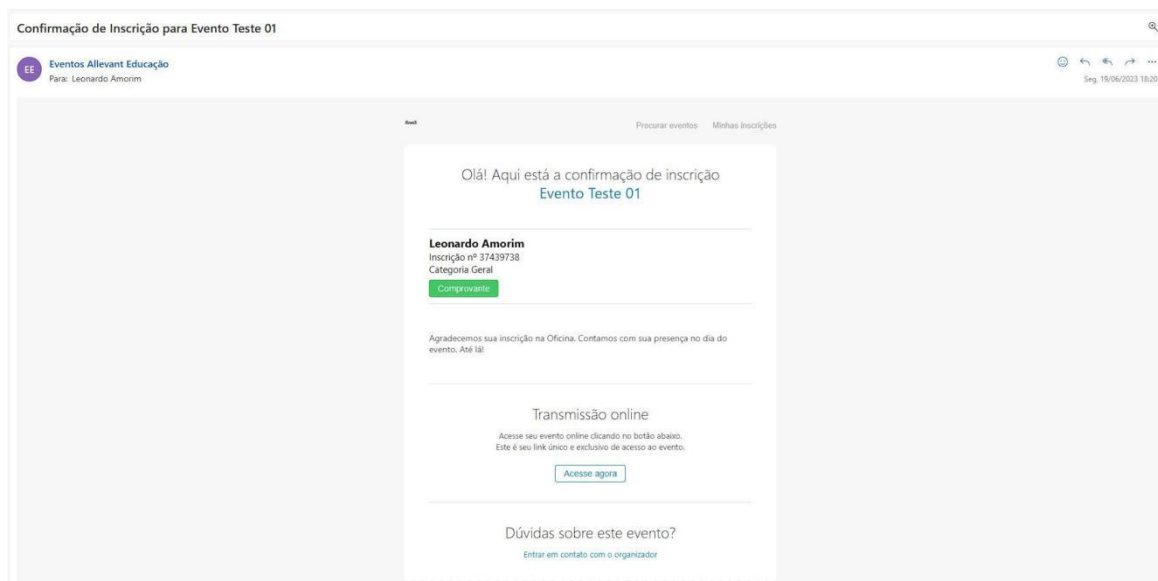 Confirmação de Inscrição para Evento Teste 01
EE
Eventos Allevant Educação
Para: Leonardo Amorim
Seg, 19/06/2023 18:20
Procurar eventos Minhas inscrições
Olá! Aqui está a confirmação de inscrição
Evento Teste 01
Leonardo Amorim
Inscrição nº 37439738
Categoria Geral
Comprovante
Agradecemos sua inscrição na Oficina. Contamos com sua presença no dia do
evento. Até lá!
Transmissão online
Acesse seu evento online clicando no botão abaixo.
Este é seu link único e exclusivo de acesso ao evento.
Acesse agora
Dúvidas sobre este evento?
Entrar em contato com o organizador